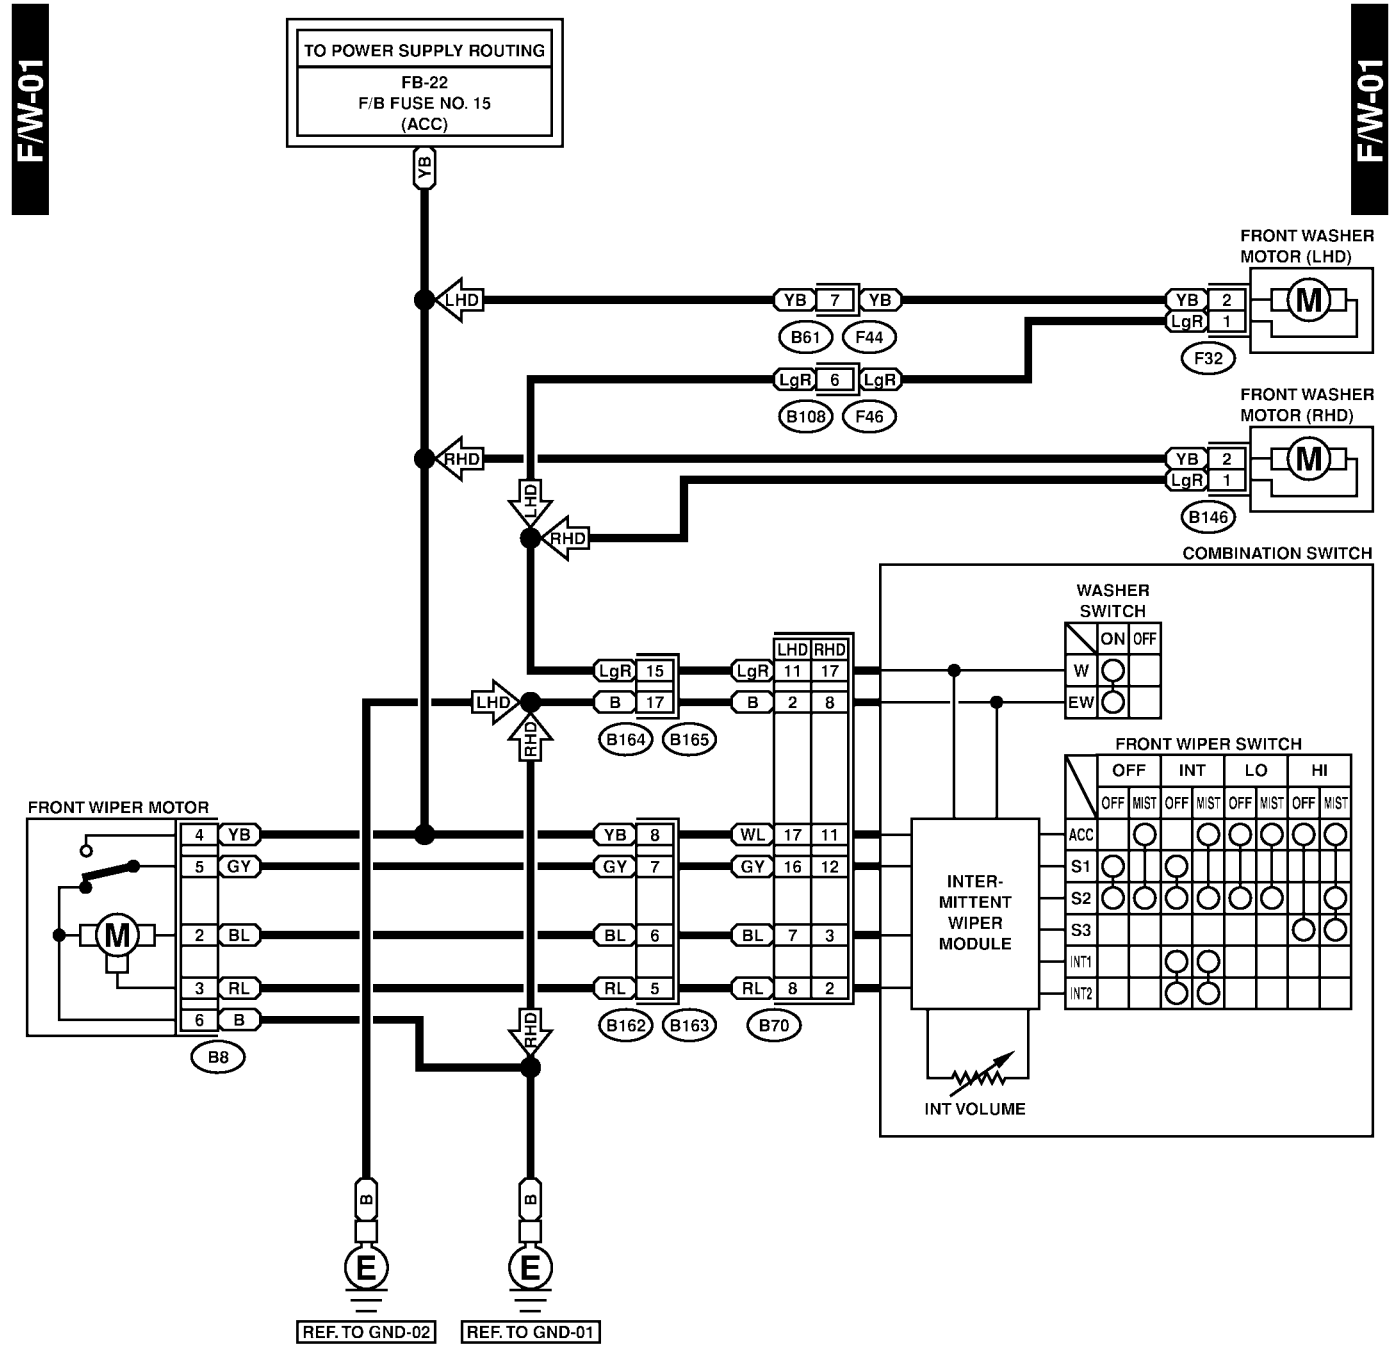 F/W-01
F/W-01
TO POWER SUPPLY ROUTING
FB-22
F/B FUSE NO. 15
(ACC)
YB
FRONT WASHER
MOTOR (LHD)
LHD
YB 7 YB
YB 2
M
LgR 1
B61 F44
F32
LgR 6 LgR
B108 F46
FRONT WASHER
MOTOR (RHD)
RHD
YB 2
M
LgR 1
LHD
B146
RHD
COMBINATION SWITCH
WASHER
SWITCH
ON OFF
W
EW
LHD RHD
LgR 15 LgR 11 17
LHD
B 17 B 2 8
RHD
B164 B165
FRONT WIPER SWITCH
OFF INT LO HI
OFF MIST OFF MIST OFF MIST OFF MIST
ACC
S1
S2
S3
INT1
INT2
FRONT WIPER MOTOR
4 YB YB 8 WL 17 11
5 GY GY 7 GY 16 12
M
2 BL BL 6 BL 7 3
3 RL RL 5 RL 8 2
6 B
INTER-
MITTENT
WIPER
MODULE
B8
RHD
B162 B163 B70
INT VOLUME
B B
E E
REF. TO GND-02 REF. TO GND-01